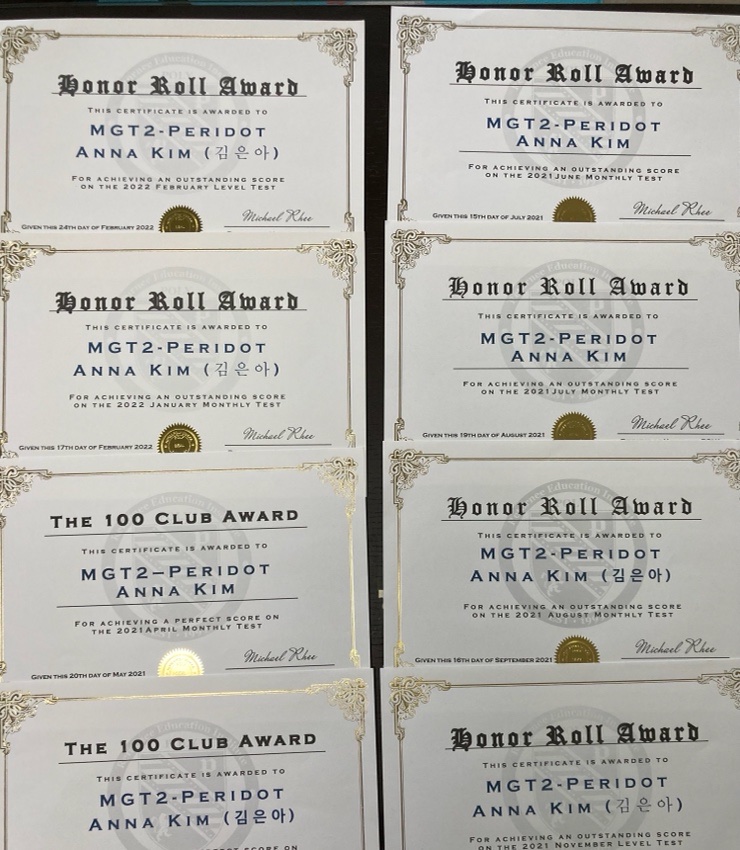 Honor Roll Award
THIS CERTIFICATE IS AWARDED TO
MGT2-PERIDOT
ANNA KIM (김은아)
FOR ACHIEVING AN OUTSTANDING SCORE
ON THE 2022 FEBRUARY LEVEL TEST
GIVEN THIS 24TH DAY OF FEBRUARY 2022
Michael Rhee
Honor Roll Award
THIS CERTIFICATE IS AWARDED TO
MGT2-PERIDOT
ANNA KIM (김은아)
FOR ACHIEVING AN OUTSTANDING SCORE
ON THE 2022 JANUARY MONTHLY TEST
GIVEN THIS 17TH DAY OF FEBRUARY 2022
Michael Rhee
THE 100 CLUB AWARD
THIS CERTIFICATE IS AWARDED TO
MGT2–PERIDOT
ANNA KIM
FOR ACHIEVING A PERFECT SCORE ON
THE 2021APRIL MONTHLY TEST
GIVEN THIS 20TH DAY OF MAY 2021
Michael Rhee
THE 100 CLUB AWARD
THIS CERTIFICATE IS AWARDED TO
MGT2-PERIDOT
ANNA KIM (김은아)
SCORE ON
Honor Roll Award
THIS CERTIFICATE IS AWARDED TO
MGT2-PERIDOT
ANNA KIM
FOR ACHIEVING AN OUTSTANDING SCORE
ON THE 2021JUNE MONTHLY TEST
GIVEN THIS 15TH DAY OF JULY 2021
Michael Rhee
Honor Roll Award
THIS CERTIFICATE IS AWARDED TO
MGT2-PERIDOT
ANNA KIM
FOR ACHIEVING AN OUTSTANDING SCORE
ON THE 2021JULY MONTHLY TEST
GIVEN THIS 19TH DAY OF AUGUST 2021
Michael Rhee
Honor Roll Award
THIS CERTIFICATE IS AWARDED TO
MGT2-PERIDOT
ANNA KIM (김은아)
FOR ACHIEVING AN OUTSTANDING SCORE
ON THE 2021 AUGUST MONTHLY TEST
GIVEN THIS 16TH DAY OF SEPTEMBER 2021
Michael Rhee
Honor Roll Award
THIS CERTIFICATE IS AWARDED TO
MGT2-PERIDOT
ANNA KIM (김은아)
FOR ACHIEVING AN OUTSTANDING SCORE
ON THE 2021 NOVEMBER LEVEL TEST